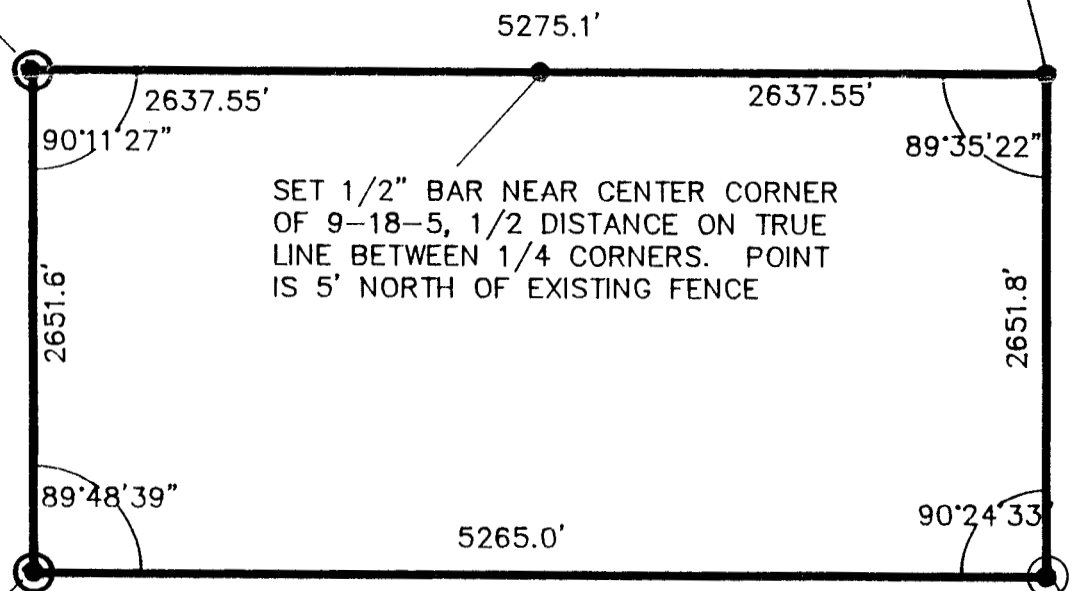 5275.1'
2637.55'
2637.55'
90°11'27"
89°35'22"
SET 1/2" BAR NEAR CENTER CORNER
OF 9-18-5, 1/2 DISTANCE ON TRUE
LINE BETWEEN 1/4 CORNERS. POINT
IS 5' NORTH OF EXISTING FENCE
2651.6'
2651.8'
89°48'39"
90°24'33'
5265.0'